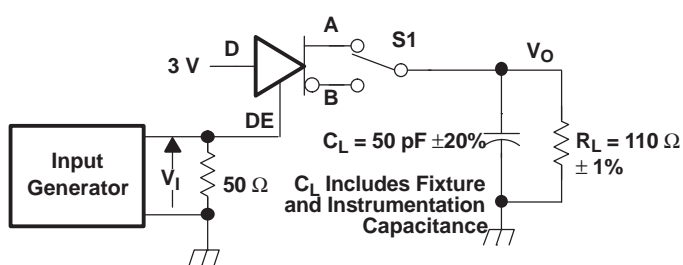 A
S1
D
3 V
VO
B
DE
CL = 50 pF ±20%
RL = 110 Ω
± 1%
Input
Generator
VI
50 Ω
CL Includes Fixture
and Instrumentation
Capacitance